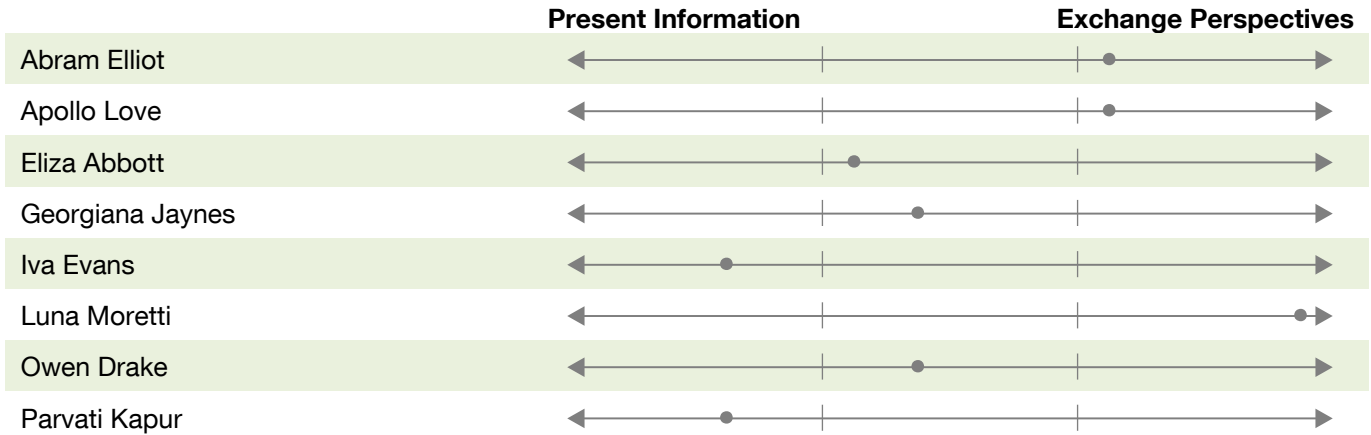 Present Information Exchange Perspectives
Abram Elliot
Apollo Love
Eliza Abbott
Georgiana Jaynes
Iva Evans
Luna Moretti
Owen Drake
Parvati Kapur